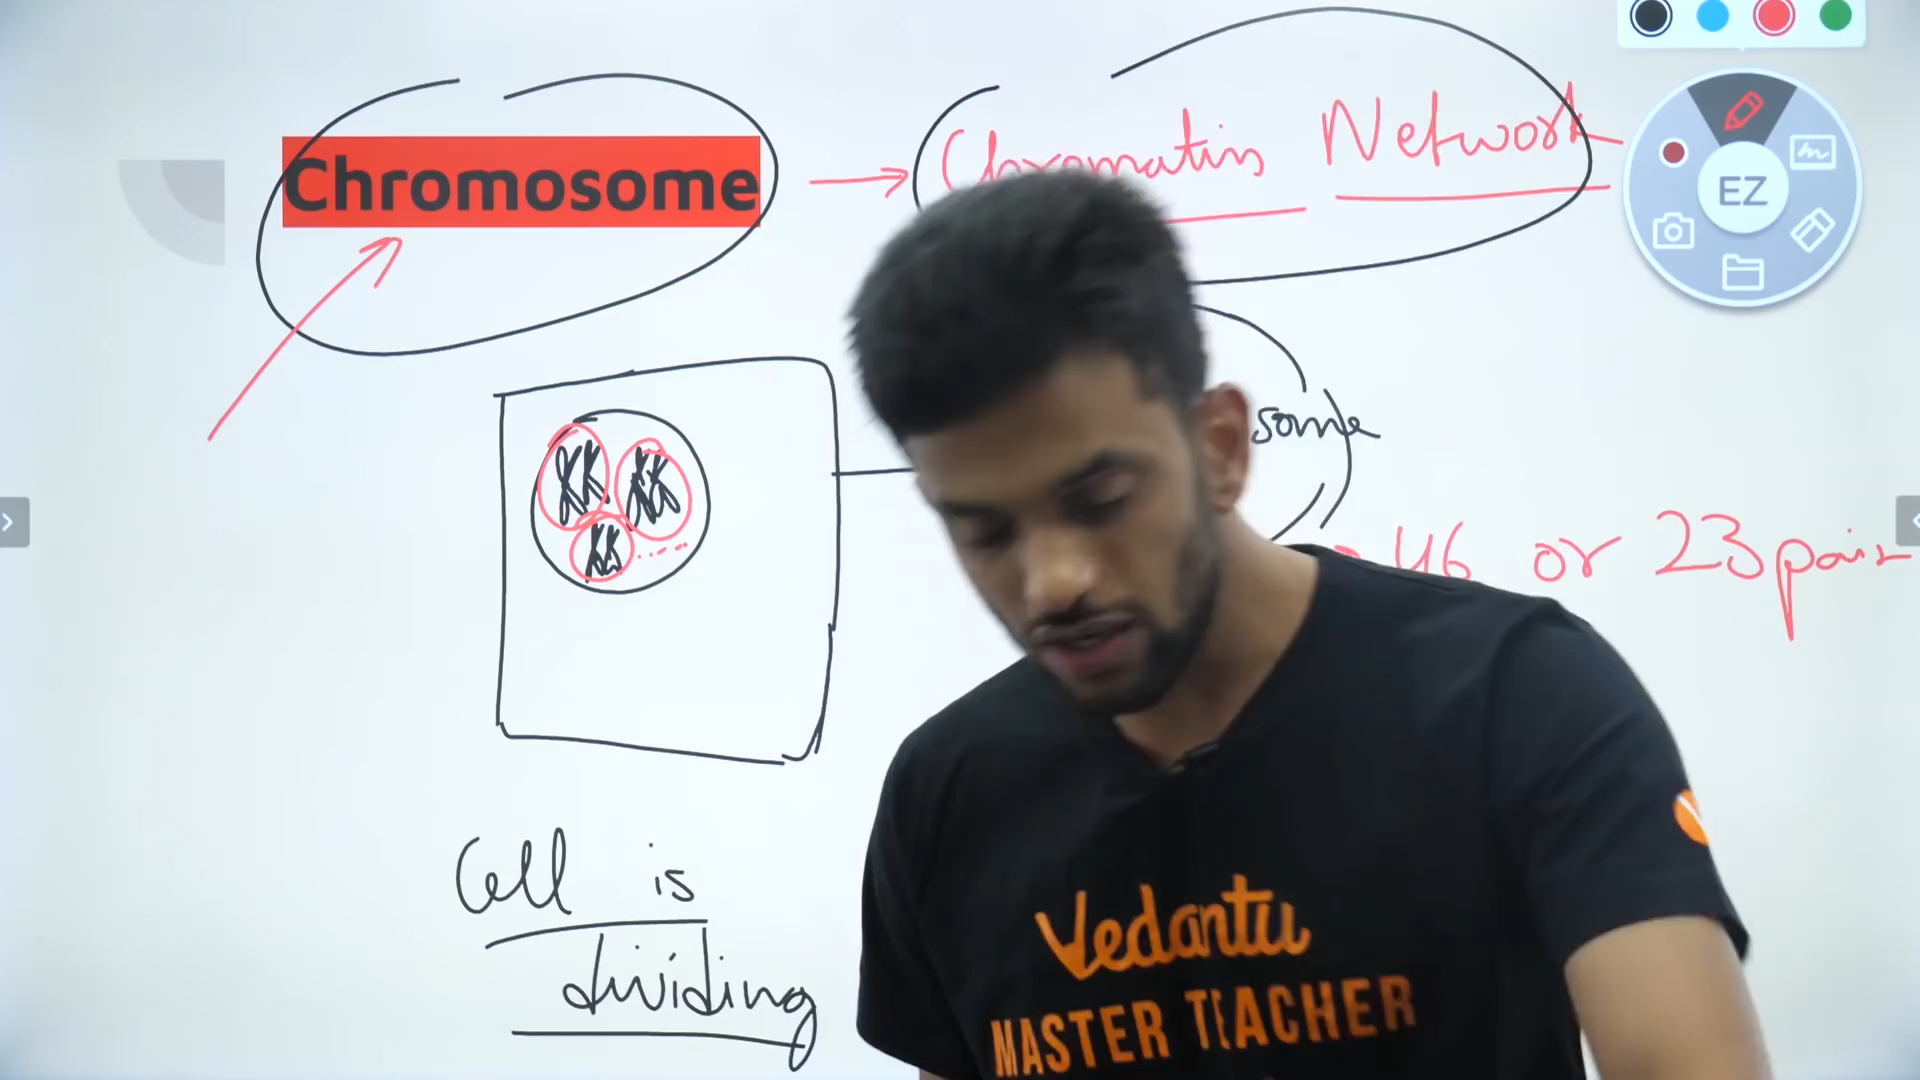 Chromosome → Chromatin Network
EZ
some
46 or 23 pair
Cell is
dividing
Vedantu
MASTER TEACHER